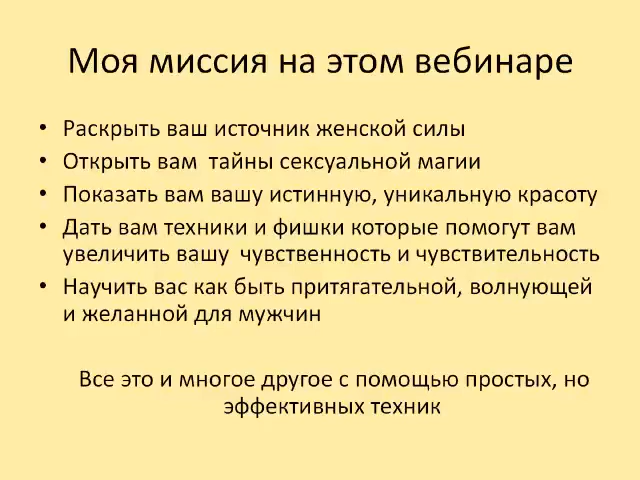 Моя миссия на этом вебинаре
• Раскрыть ваш источник женской силы
• Открыть вам тайны сексуальной магии
• Показать вам вашу истинную, уникальную красоту
• Дать вам техники и фишки которые помогут вам
увеличить вашу чувственность и чувствительность
• Научить вас как быть притягательной, волнующей
и желанной для мужчин
Все это и многое другое с помощью простых, но
эффективных техник